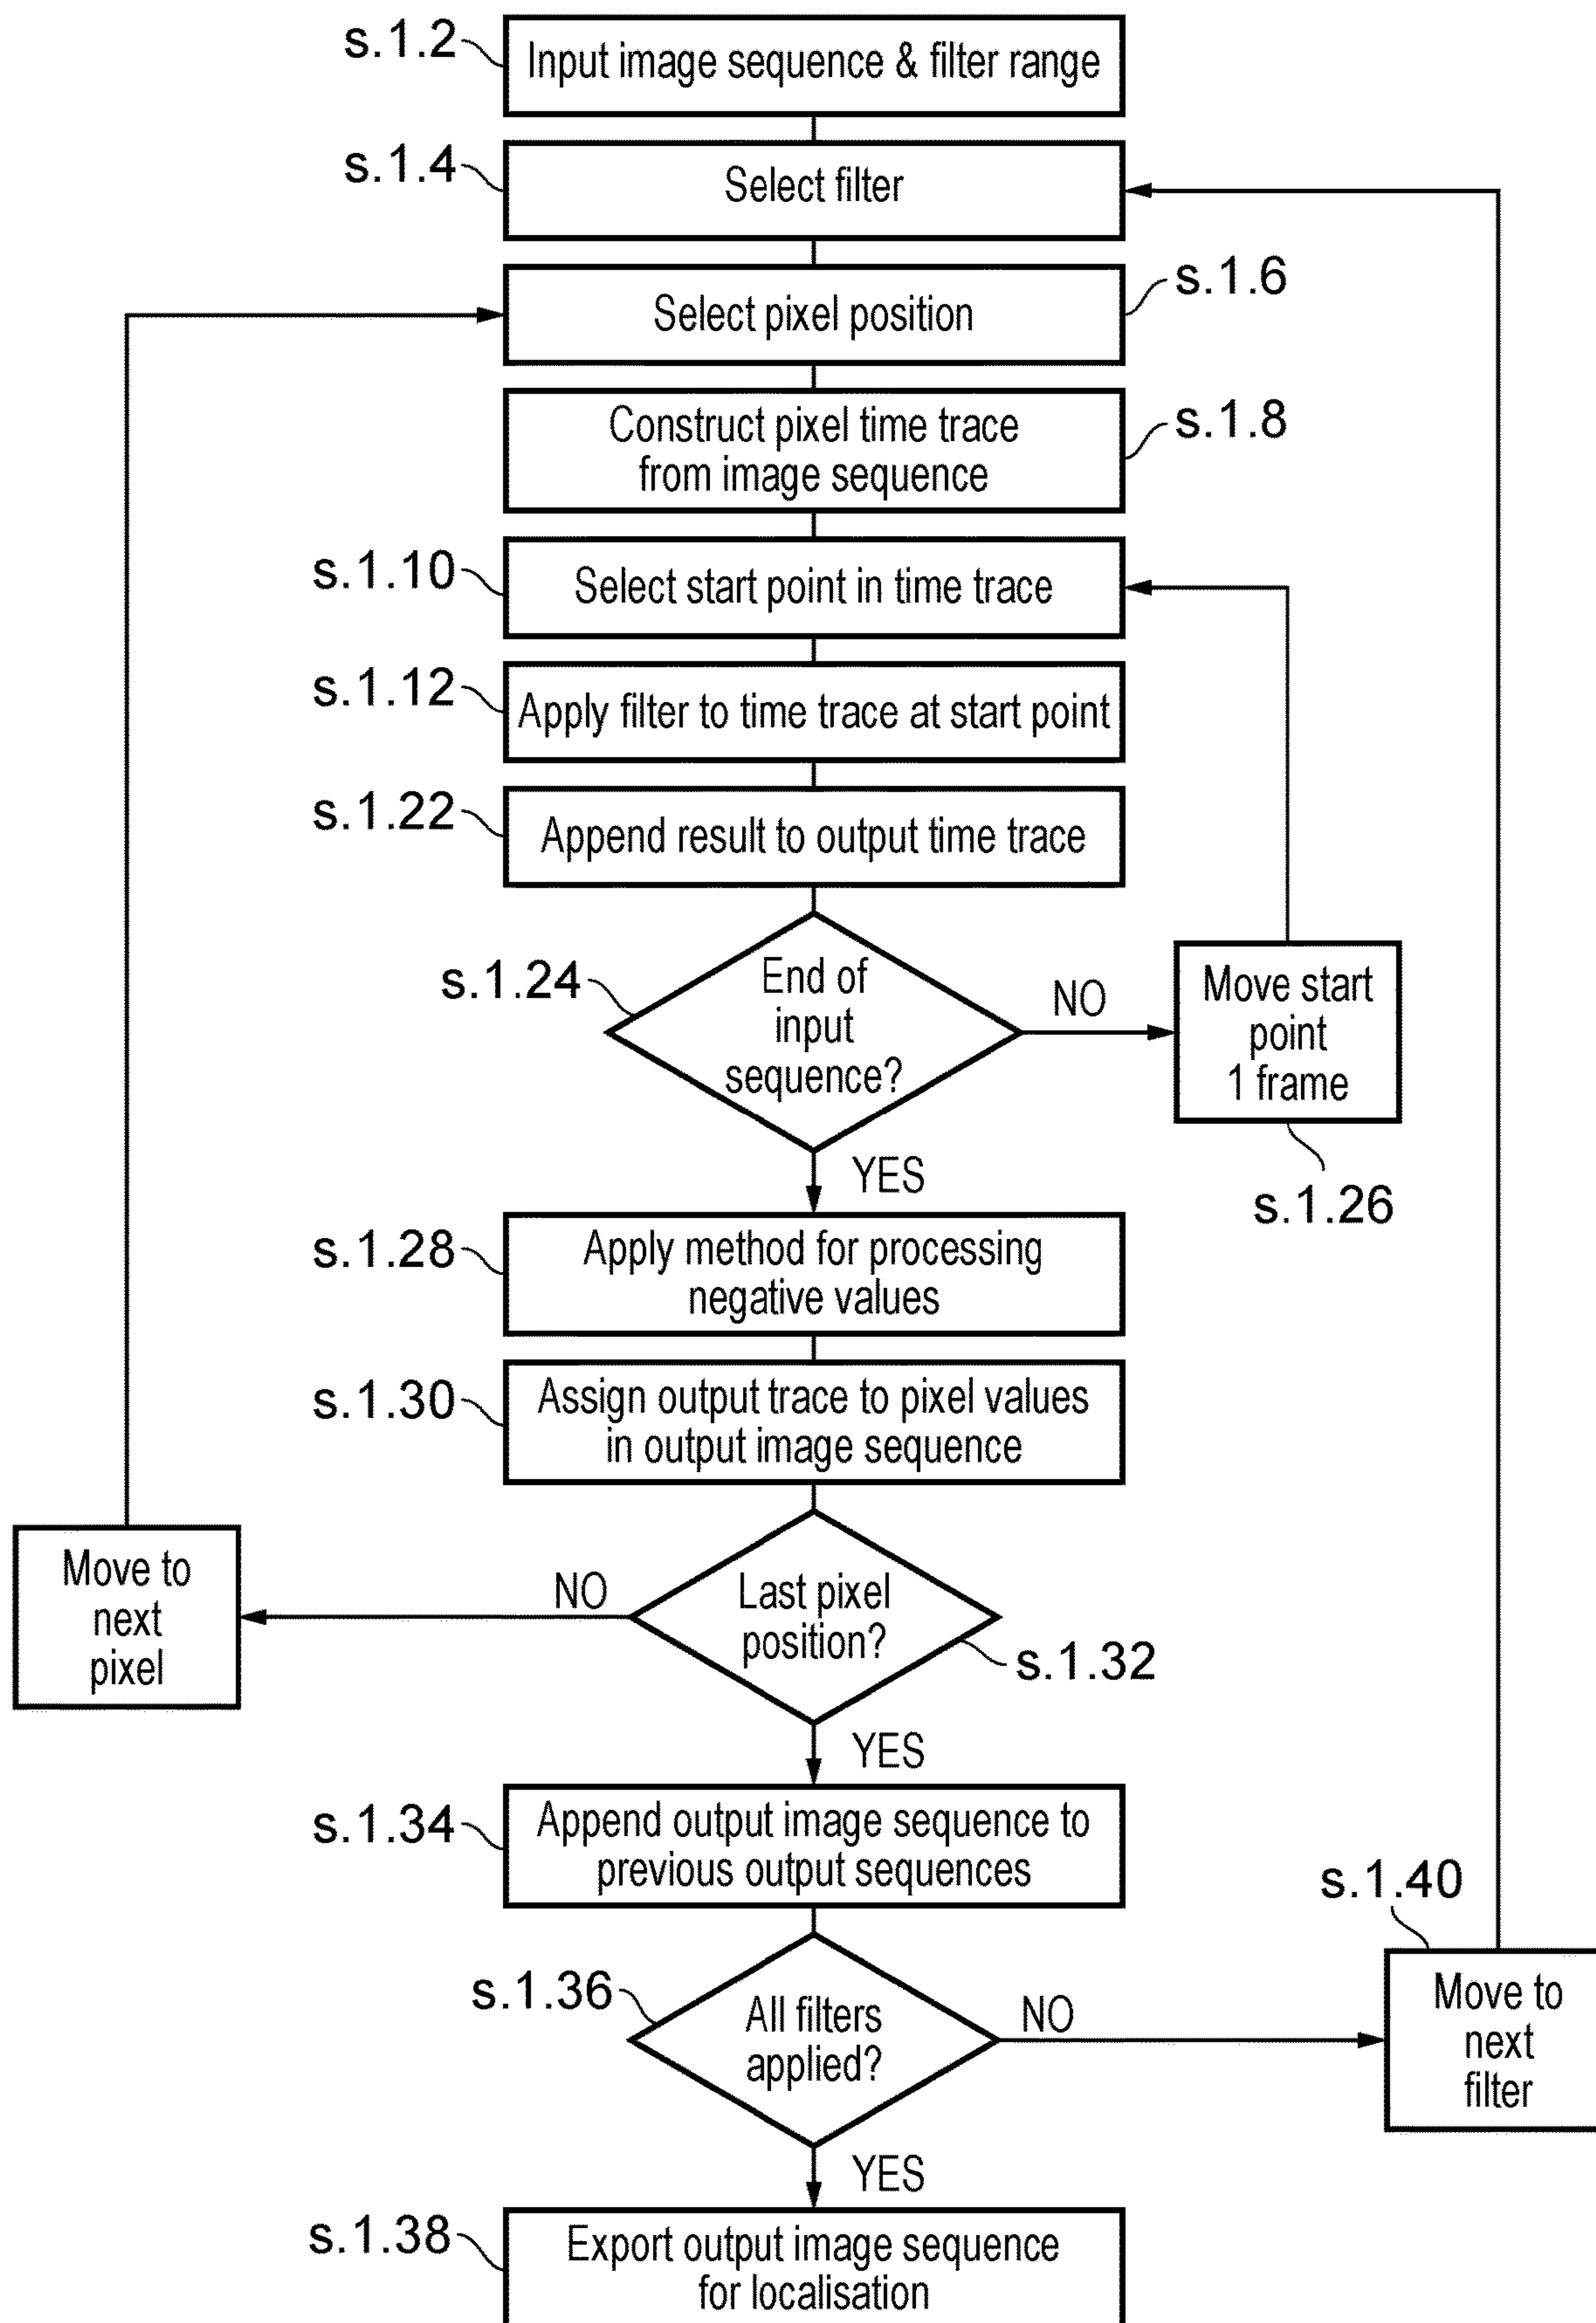 s.1.2
Input image sequence & filter range
s.1.4
Select filter
s.1.6
Select pixel position
s.1.8
Construct pixel time trace
from image sequence
s.1.10
Select start point in time trace
s.1.12
Apply filter to time trace at start point
s.1.22
Append result to output time trace
s.1.24
End of
input
sequence?
NO
Move start
point
1 frame
s.1.26
YES
s.1.28
Apply method for processing
negative values
s.1.30
Assign output trace to pixel values
in output image sequence
Move to
next
pixel
NO
Last pixel
position?
s.1.32
YES
s.1.34
Append output image sequence to
previous output sequences
s.1.40
s.1.36
All filters
applied?
NO
Move to
next
filter
YES
s.1.38
Export output image sequence
for localisation